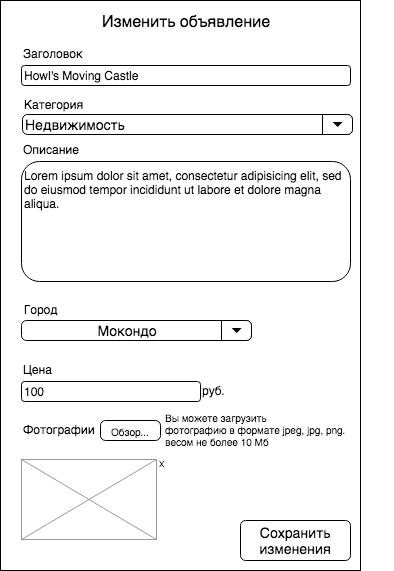 Изменить объявление
Заголовок
Howl's Moving Castle
Категория
Недвижимость
Описание
Lorem ipsum dolor sit amet, consectetur adipisicing elit, sed
do eiusmod tempor incididunt ut labore et dolore magna
aliqua.
Город
Мокондо
Цена
100 руб.
Фотографии
Обзор...
Вы можете загрузить
фотографию в формате jpeg, jpg, png.
весом не более 10 Мб
x
Сохранить
изменения